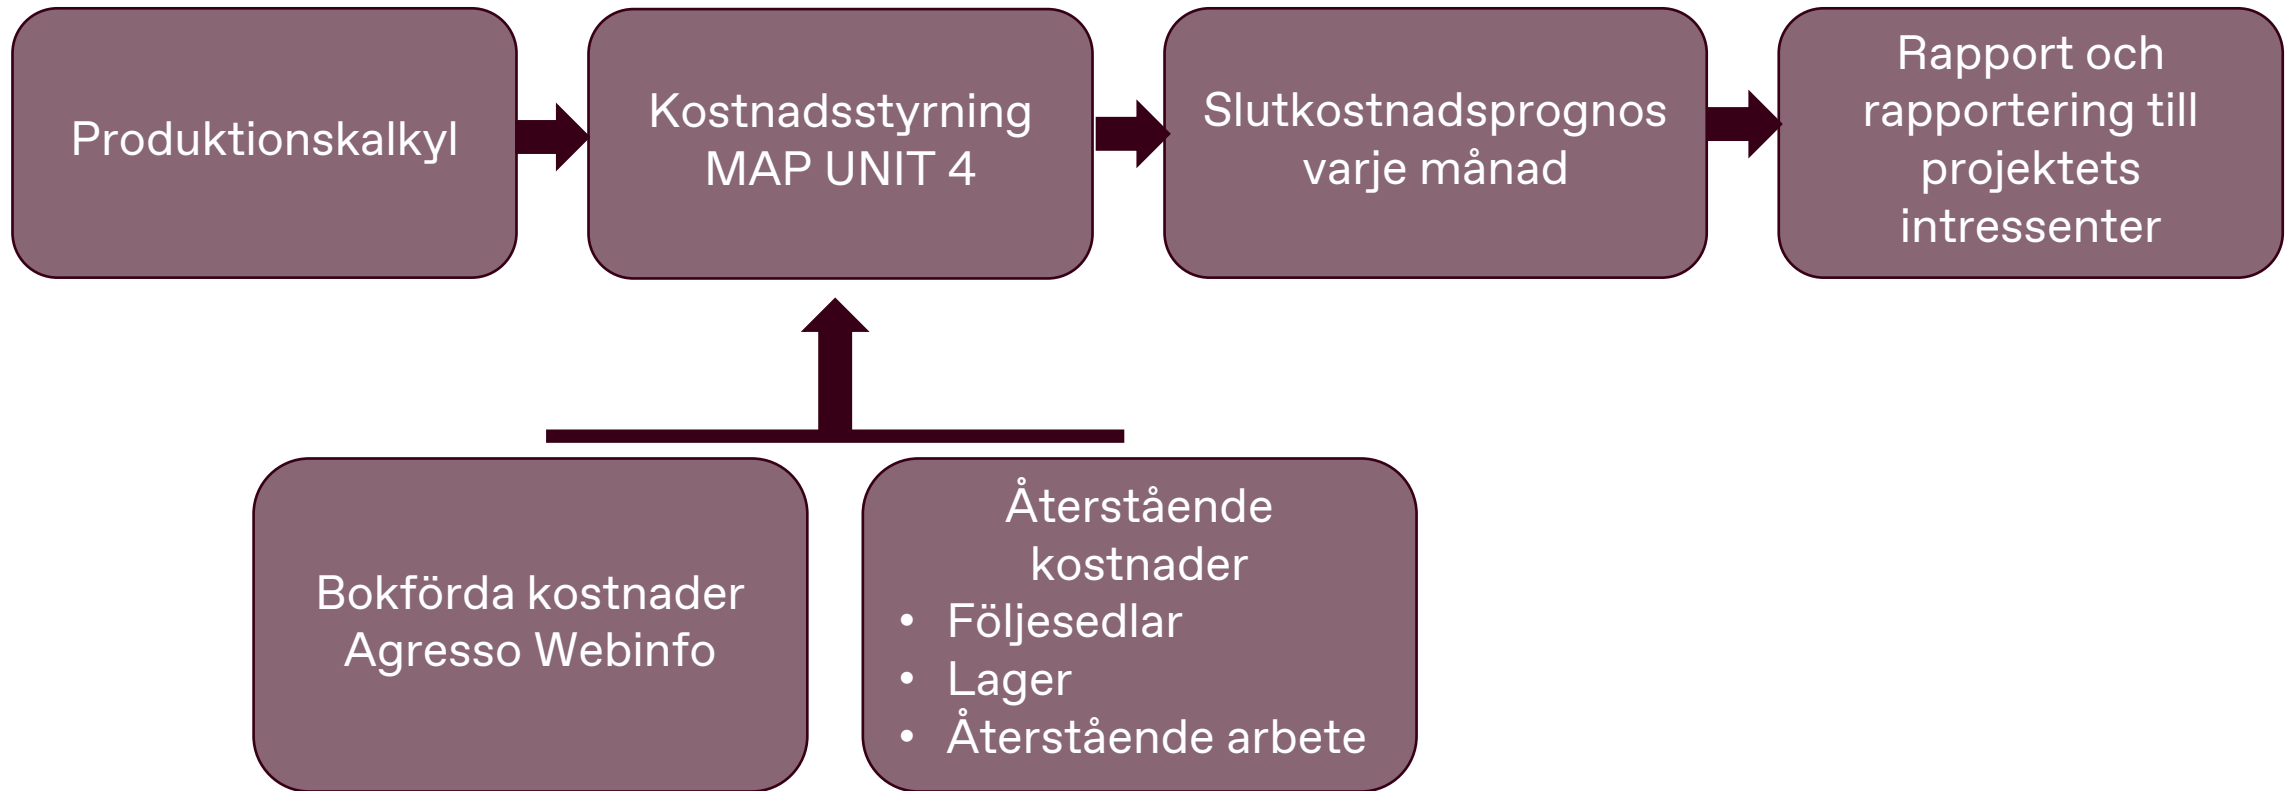 Produktionskalkyl
Kostnadsstyrning
MAP UNIT 4
Slutkostnadsprognos
varje månad
Rapport och
rapportering till
projektets
intressenter
Bokförda kostnader
Agresso Webinfo
Återstående
kostnader
• Följesedlar
• Lager
• Återstående arbete